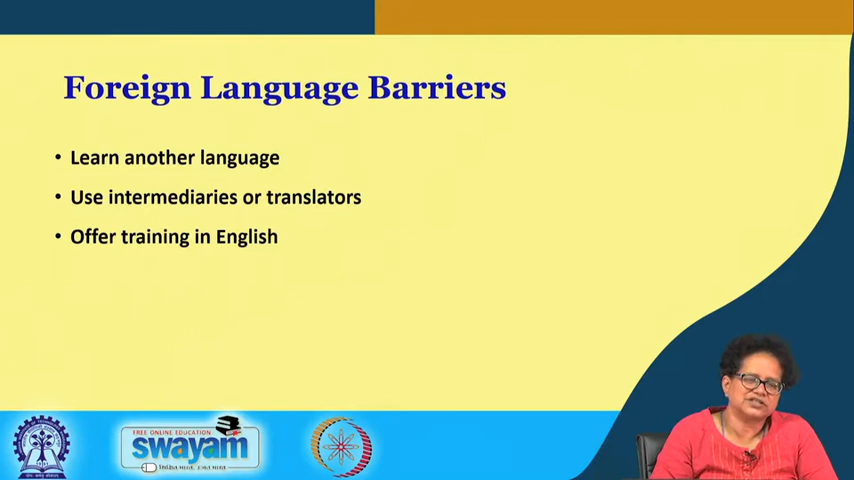 Foreign Language Barriers
• Learn another language
• Use intermediaries or translators
• Offer training in English
FREE ONLINE EDUCATION
swayam